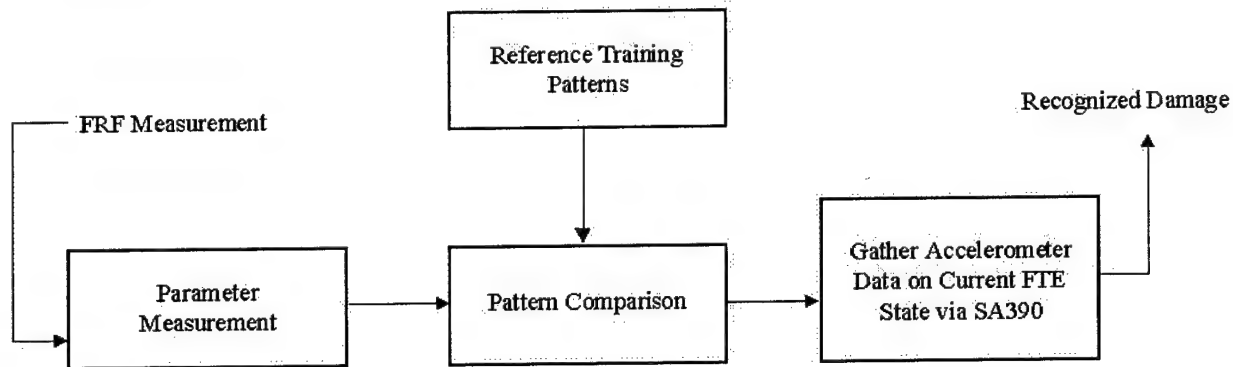 Reference Training
Patterns
Recognized Damage
FRF Measurement
Gather Accelerometer
Data on Current FTE
State via SA390
Parameter
Measurement
Pattern Comparison